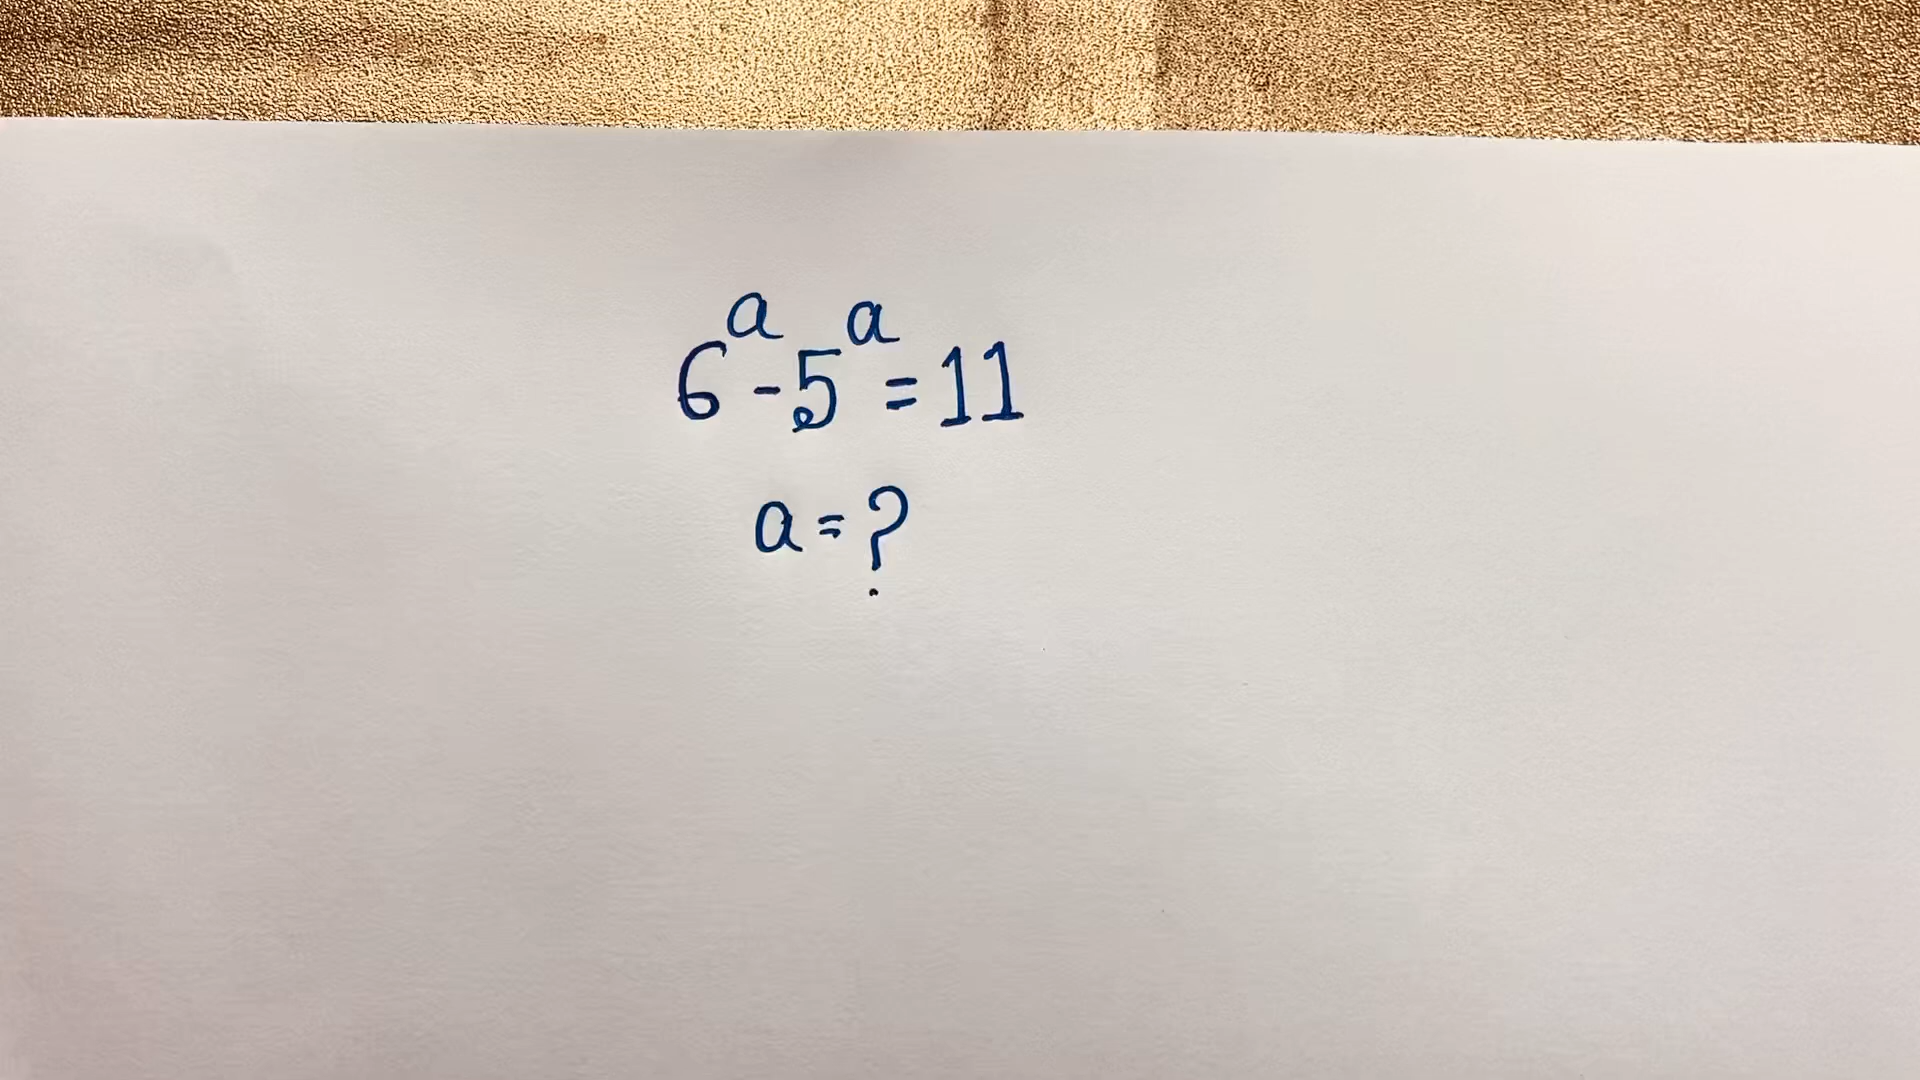 6^a - 5^a = 11
a = ?